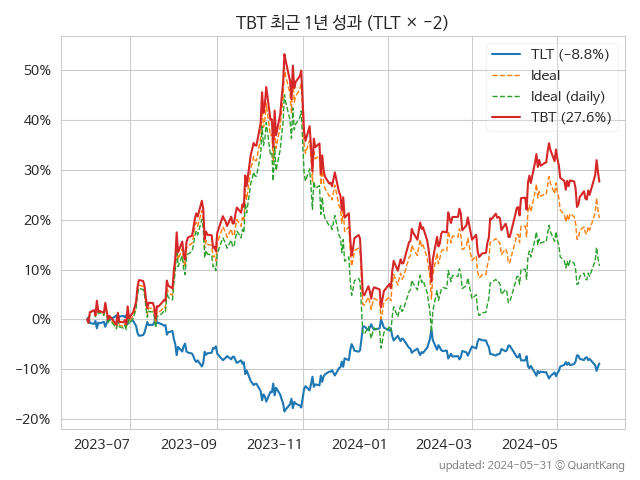 TBT 최근 1년 성과 (TLT × −2)
TLT (−8.8%)
Ideal
Ideal (daily)
TBT (27.6%)
50%
40%
30%
20%
10%
0%
−10%
−20%
2023-07 2023-09 2023-11 2024-01 2024-03 2024-05
updated: 2024-05-31 © QuantKang